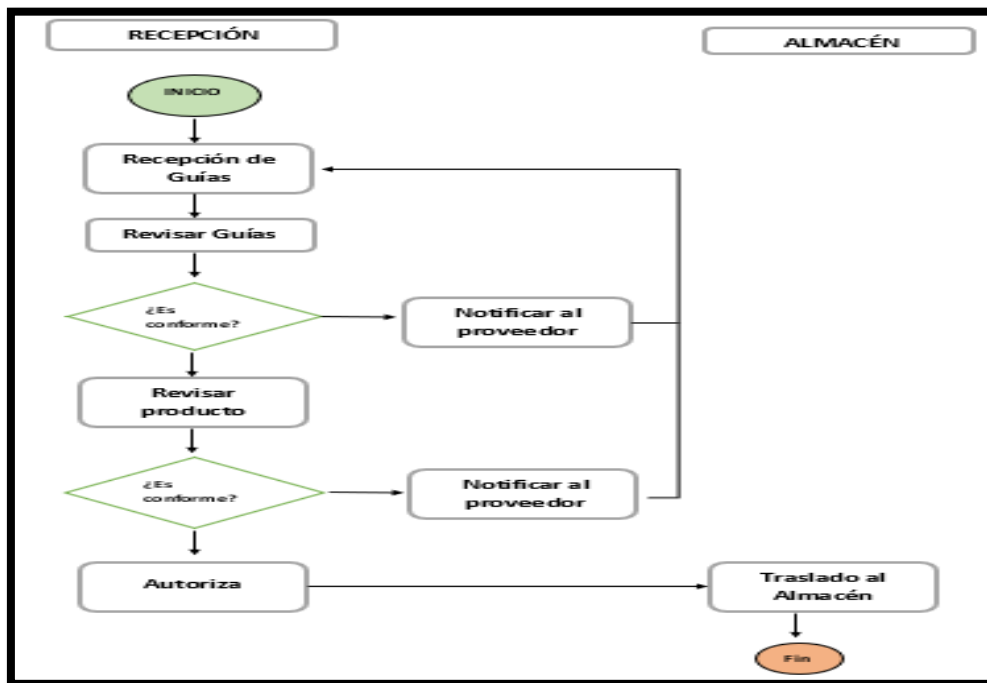 RECEPCIÓN
ALMACÉN
INICIO
Recepción de
Guías
Revisar Guías
¿Es
conforme?
Notificar al
proveedor
Revisar
producto
¿Es
conforme?
Notificar al
proveedor
Autoriza
Traslado al
Almacén
Fin